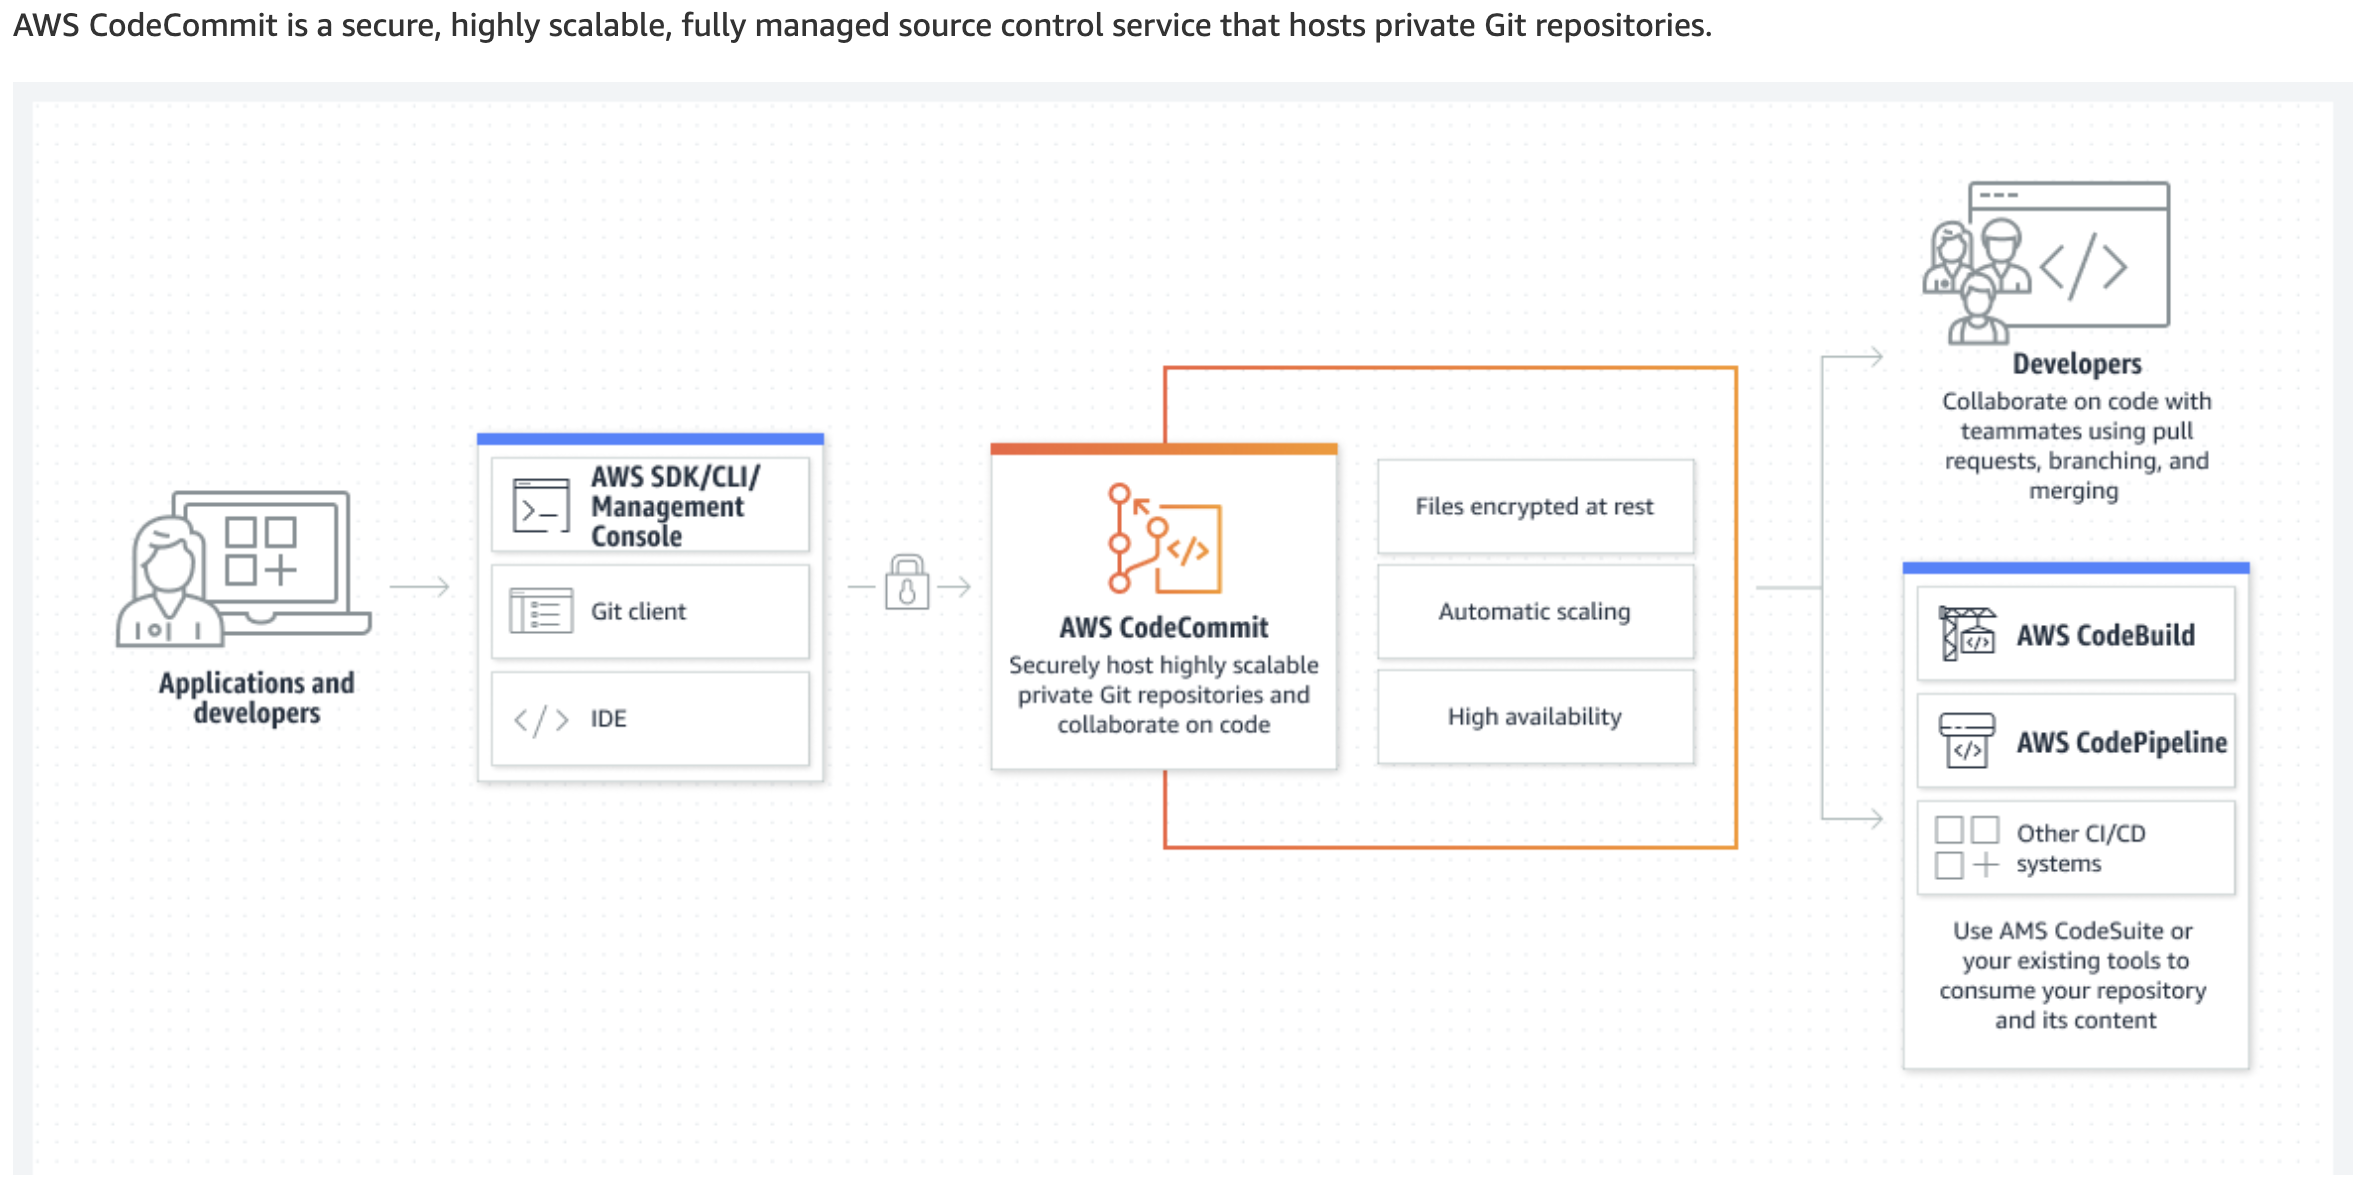 AWS CodeCommit is a secure, highly scalable, fully managed source control service that hosts private Git repositories.
Applications and
developers
AWS SDK/CLI/
Management
Console
Git client
IDE
AWS CodeCommit
Securely host highly scalable
private Git repositories and
collaborate on code
Files encrypted at rest
Automatic scaling
High availability
Developers
Collaborate on code with
teammates using pull
requests, branching, and
merging
AWS CodeBuild
AWS CodePipeline
Other CI/CD
systems
Use AMS CodeSuite or
your existing tools to
consume your repository
and its content